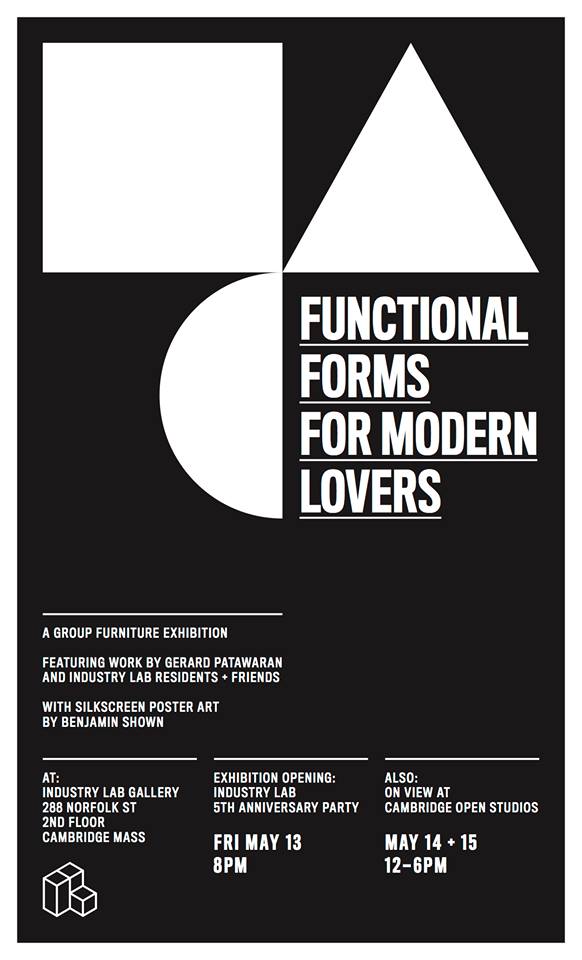 FUNCTIONAL
FORMS
FOR MODERN
LOVERS
A GROUP FURNITURE EXHIBITION
FEATURING WORK BY GERARD PATAWARAN
AND INDUSTRY LAB RESIDENTS + FRIENDS
WITH SILKSCREEN POSTER ART
BY BENJAMIN SHOWN
AT:
INDUSTRY LAB GALLERY
288 NORFOLK ST
2ND FLOOR
CAMBRIDGE MASS
EXHIBITION OPENING:
INDUSTRY LAB
5TH ANNIVERSARY PARTY
FRI MAY 13
8PM
ALSO:
ON VIEW AT
CAMBRIDGE OPEN STUDIOS
MAY 14 + 15
12–6PM